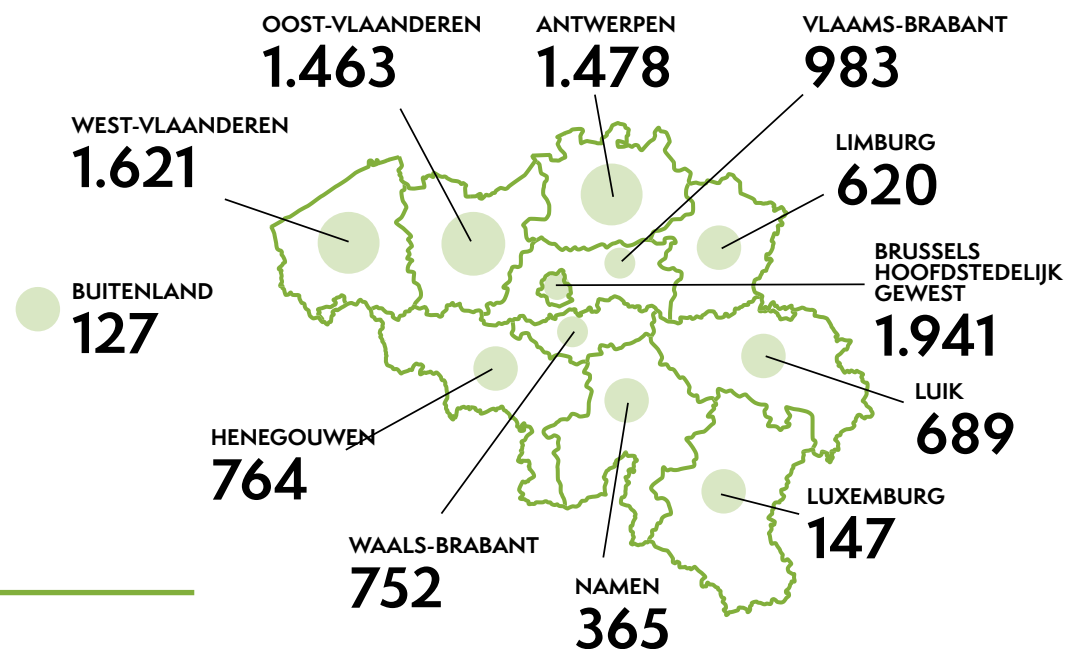 OOST-VLAANDEREN
1.463
ANTWERPEN
1.478
VLAAMS-BRABANT
983
WEST-VLAANDEREN
1.621
LIMBURG
620
BRUSSELS
HOOFDSTEDELIJK
GEWEST
1.941
BUITENLAND
127
LUIK
689
HENEGOUWEN
764
LUXEMBURG
147
WAALS-BRABANT
752
NAMEN
365